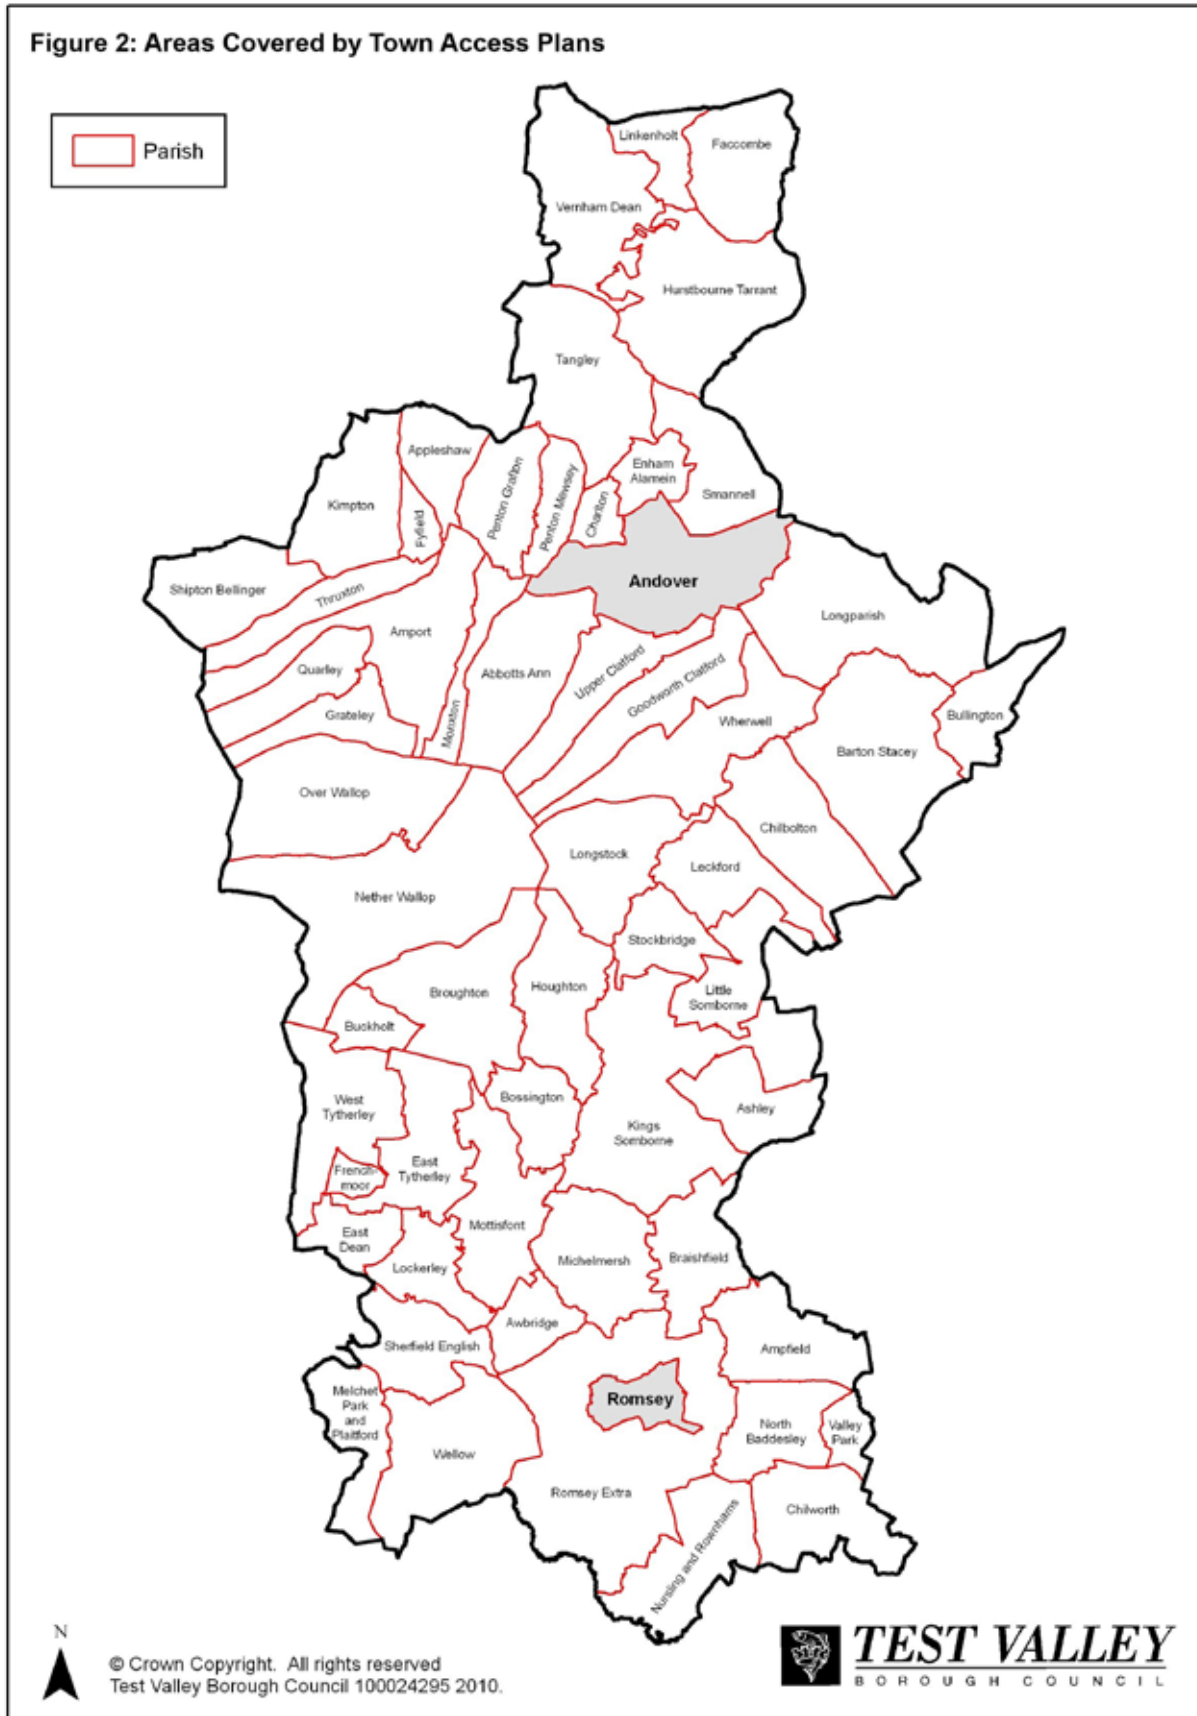 Figure 2: Areas Covered by Town Access Plans
Parish
Linkenholt
Faccombe
Vernham Dean
Hurstbourne Tarrant
Tangley
Appleshaw
Enham
Alamein
Kimpton
Penton Grafton
Penton Mewsey
Smannell
Fyfield
Charlton
Andover
Shipton Bellinger
Thruxton
Longparish
Amport
Quarley
Abbotts Ann
Upper Clatford
Goodworth Clatford
Grateley
Monxton
Wherwell
Bullington
Barton Stacey
Over Wallop
Chilbolton
Longstock
Leckford
Nether Wallop
Stockbridge
Houghton
Broughton
Little
Somborne
Buckholt
Bossington
West
Tytherley
Ashley
Kings
Somborne
French-
moor
East
Tytherley
Mottisfont
East
Dean
Michelmersh
Braishfield
Lockerley
Awbridge
Sherfield English
Ampfield
Melchet
Park
and
Plaitford
Romsey
North
Baddesley
Valley
Park
Wellow
Romsey Extra
Chilworth
Nursling and Rownhams
N
© Crown Copyright.  All rights reserved
Test Valley Borough Council 100024295 2010.
TEST VALLEY
BOROUGH COUNCIL